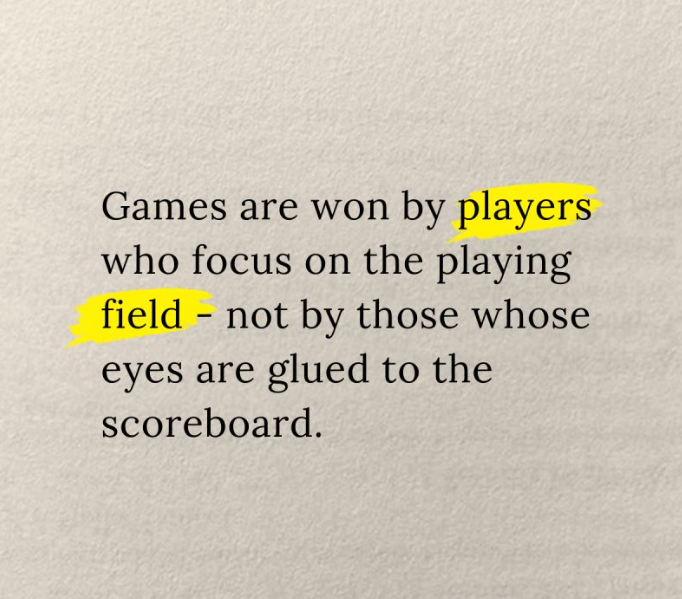 Games are won by players
who focus on the playing
field - not by those whose
eyes are glued to the
scoreboard.